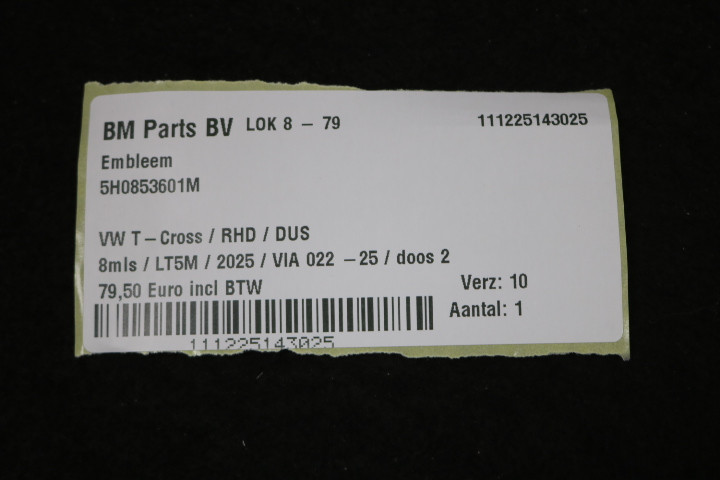 BM Parts BV LOK 8 - 79 111225143025
Embleem
5H0853601M
VW T-Cross / RHD / DUS
8mls / LT5M / 2025 / VIA 022 -25 / doos 2
79,50 Euro incl BTW Verz: 10
Aantal: 1
111225143025